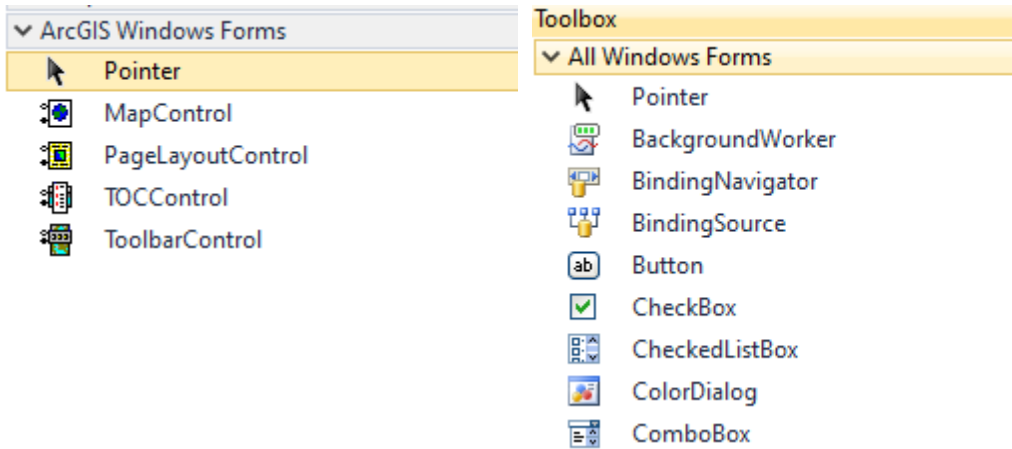 ArcGIS Windows Forms
Pointer
MapControl
PageLayoutControl
TOCControl
ToolbarControl
Toolbox
All Windows Forms
Pointer
BackgroundWorker
BindingNavigator
BindingSource
ab Button
CheckBox
CheckedListBox
ColorDialog
ComboBox